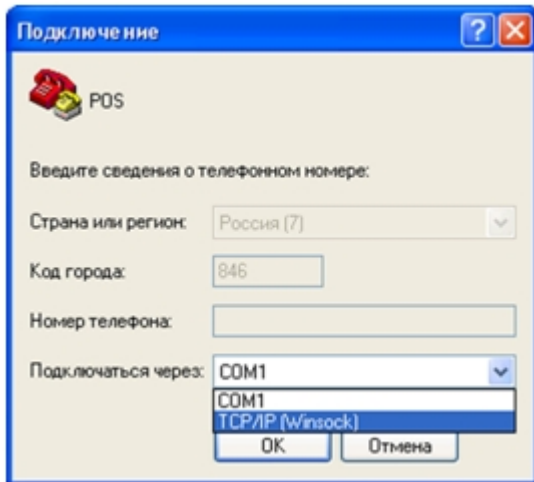 Подключение
POS
Введите сведения о телефонном номере:
Страна или регион: Россия (7)
Код города: 846
Номер телефона:
Подключаться через: COM1
COM1
TCP/IP (Winsock)
OK Отмена